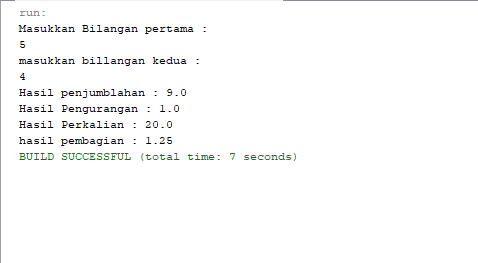 run:
Masukkan Bilangan pertama :
5
masukkan billangan kedua :
4
Hasil penjumblahan : 9.0
Hasil Pengurangan : 1.0
Hasil Perkalian : 20.0
hasil pembagian : 1.25
BUILD SUCCESSFUL (total time: 7 seconds)